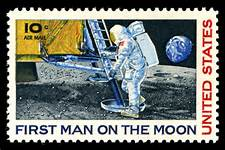 10c
AIR MAIL
UNITED STATES
FIRST MAN ON THE MOON